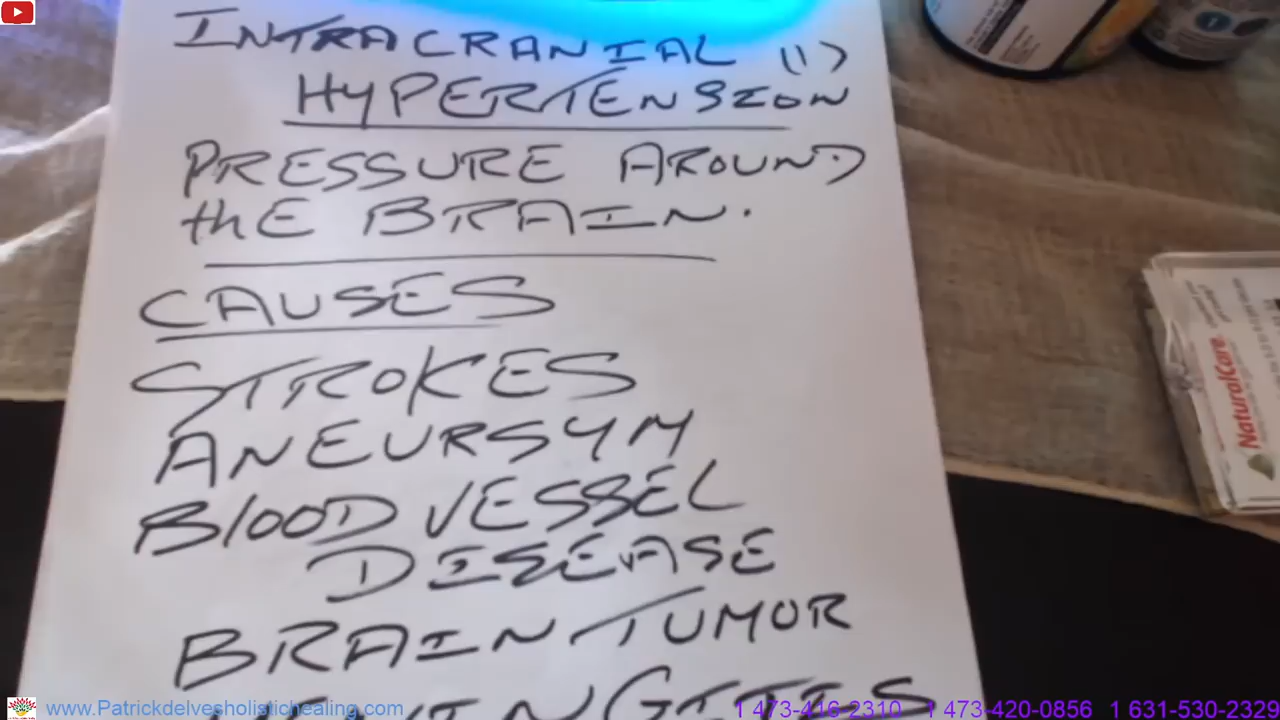 INTRACRANIAL (1)
HYPERTENSION
PRESSURE AROUND
thE BRAIN.
CAUSES
STROKES
ANEURSYM
BlOOD VESSEL
DISEASE
BRAIN TUMOR
NaturalCare
www.Patrickdelvesholistichealing.com
1 473-416-2310 1 473-420-0856 1 631-530-2329